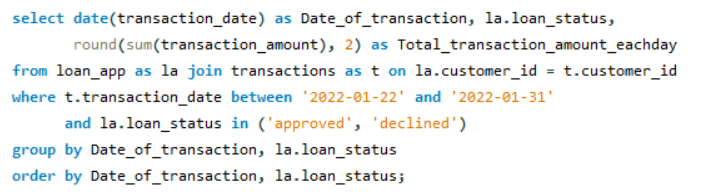 select date(transaction_date) as Date_of_transaction, la.loan_status,
round(sum(transaction_amount), 2) as Total_transaction_amount_eachday
from loan_app as la join transactions as t on la.customer_id = t.customer_id
where t.transaction_date between '2022-01-22' and '2022-01-31'
and la.loan_status in ('approved', 'declined')
group by Date_of_transaction, la.loan_status
order by Date_of_transaction, la.loan_status;